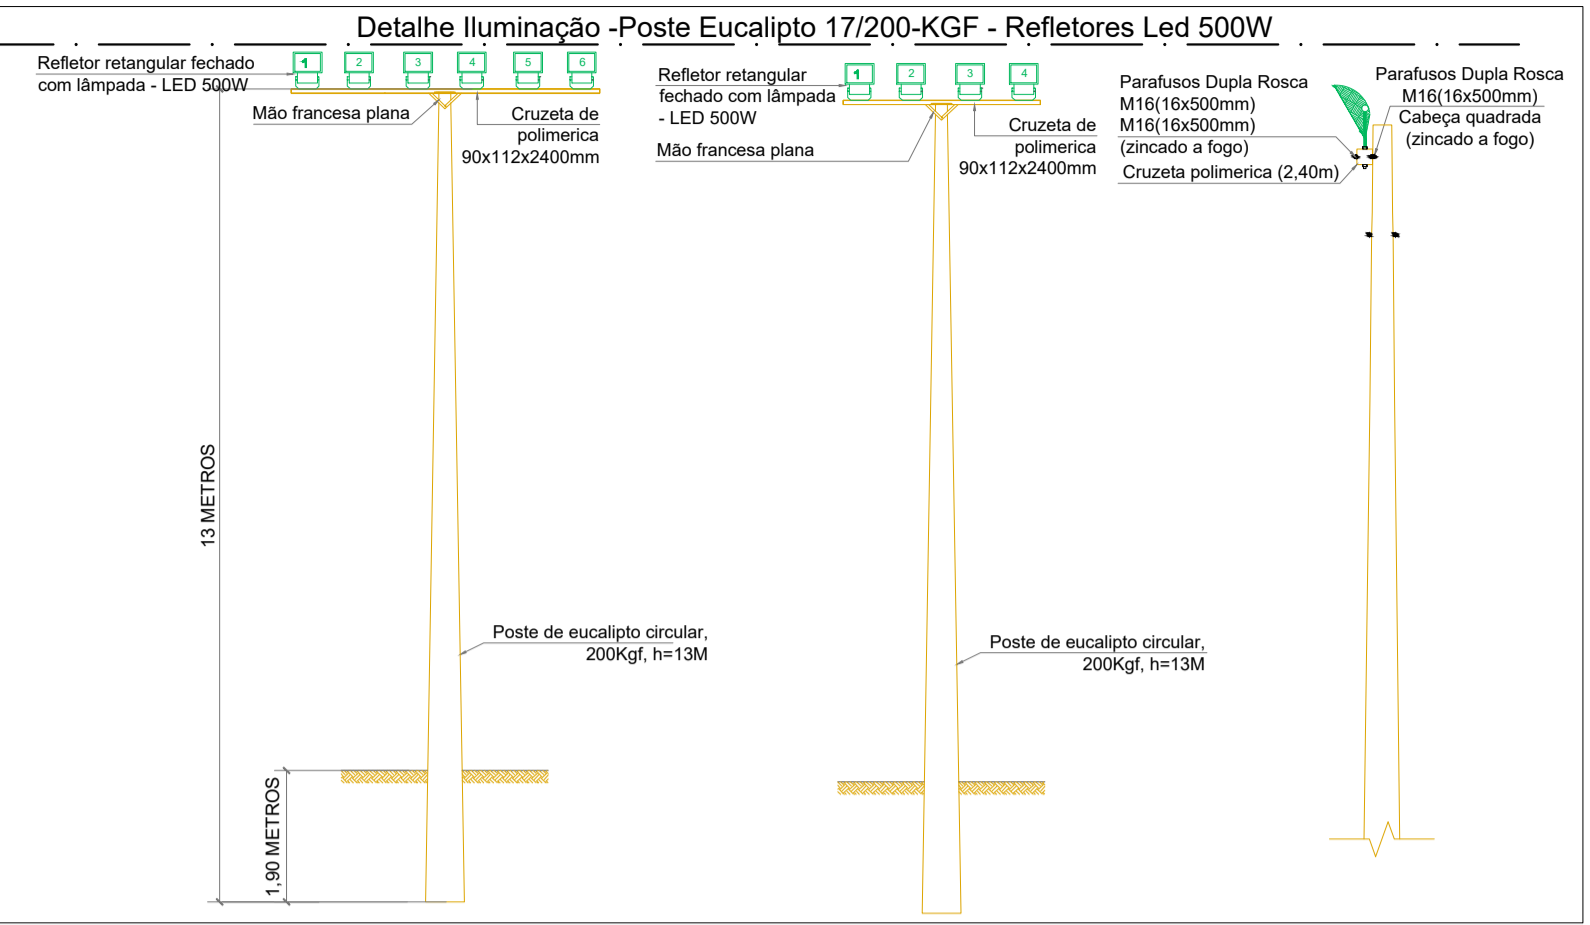 Detalhe Iluminação -Poste Eucalipto 17/200-KGF - Refletores Led 500W
Refletor retangular fechado
com lâmpada - LED 500W
1
2
3
4
5
6
Mão francesa plana
Cruzeta de
polimerica
90x112x2400mm
13 METROS
Poste de eucalipto circular,
200Kgf, h=13M
1,90 METROS
Refletor retangular
fechado com lâmpada
- LED 500W
1
2
3
4
Mão francesa plana
Cruzeta de
polimerica
90x112x2400mm
Poste de eucalipto circular,
200Kgf, h=13M
Parafusos Dupla Rosca
M16(16x500mm)
M16(16x500mm)
(zincado a fogo)
Cruzeta polimerica (2,40m)
Parafusos Dupla Rosca
M16(16x500mm)
Cabeça quadrada
(zincado a fogo)